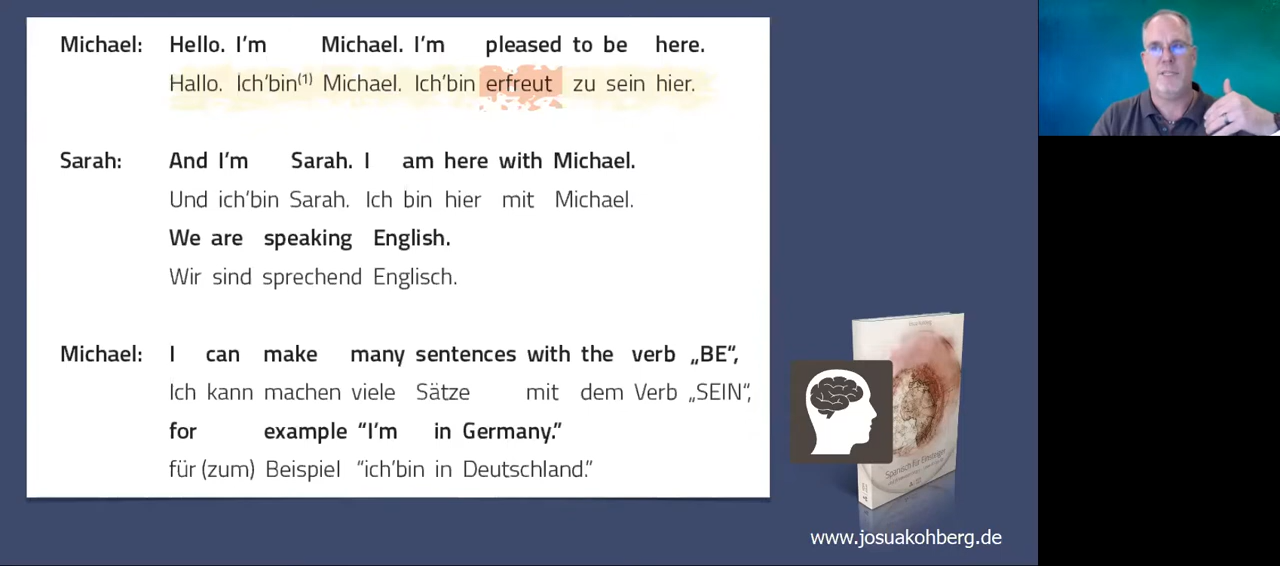 Michael: Hello. I'm Michael. I'm pleased to be here.
Hallo. Ich'bin(1) Michael. Ich'bin erfreut zu sein hier.
Sarah: And I'm Sarah. I am here with Michael.
Und ich'bin Sarah. Ich bin hier mit Michael.
We are speaking English.
Wir sind sprechend Englisch.
Michael: I can make many sentences with the verb „BE“,
Ich kann machen viele Sätze mit dem Verb „SEIN“,
for example “I'm in Germany.”
für (zum) Beispiel “ich'bin in Deutschland.”
Spanisch für Einsteiger
www.josuakohberg.de